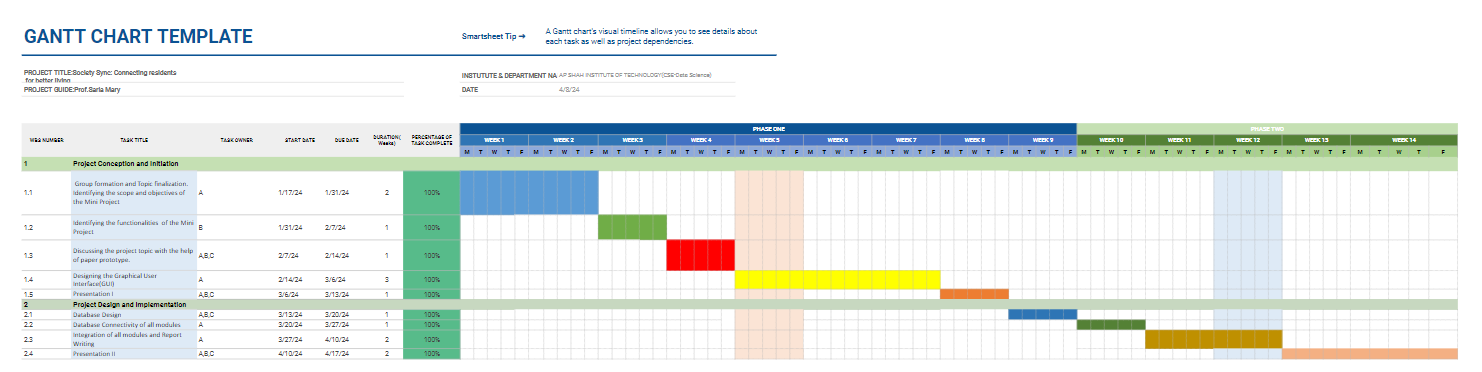 GANTT CHART TEMPLATE
Smartsheet Tip →
A Gantt chart's visual timeline allows you to see details about
each task as well as project dependencies.
PROJECT TITLE:Society Sync: Connecting residents
for better living
INSTUTUTE & DEPARTMENT NA AP SHAH INSTITUTE OF TECHNOLOGY(CSE-Data Science)
PROJECT GUIDE:Prof.Sarla Mary
DATE 4/8/24
WBS NUMBER TASK TITLE TASK OWNER START DATE DUE DATE DURATION( Weeks) PERCENTAGE OF TASK COMPLETE
PHASE ONE PHASE TWO
WEEK 1 WEEK 2 WEEK 3 WEEK 4 WEEK 5 WEEK 6 WEEK 7 WEEK 8 WEEK 9 WEEK 10 WEEK 11 WEEK 12 WEEK 13 WEEK 14
M T W T F M T W T F M T W T F M T W T F M T W T F M T W T F M T W T F M T W T F M T W T F M T W T F M T W T F M T W T F M T W T F M T W T F
1 Project Conception and Initiation
1.1 Group formation and Topic finalization. Identifying the scope and objectives of the Mini Project A 1/17/24 1/31/24 2 100%
1.2 Identifying the functionalities of the Mini Project B 1/31/24 2/7/24 1 100%
1.3 Discussing the project topic with the help of paper prototype. A,B,C 2/7/24 2/14/24 1 100%
1.4 Designing the Graphical User Interface(GUI) A 2/14/24 3/6/24 3 100%
1.5 Presentation I A,B,C 3/6/24 3/13/24 1 100%
2 Project Design and Implementation
2.1 Database Design A,B,C 3/13/24 3/20/24 1 100%
2.2 Database Connectivity of all modules A 3/20/24 3/27/24 1 100%
2.3 Integration of all modules and Report Writing A 3/27/24 4/10/24 2 100%
2.4 Presentation II A,B,C 4/10/24 4/17/24 2 100%